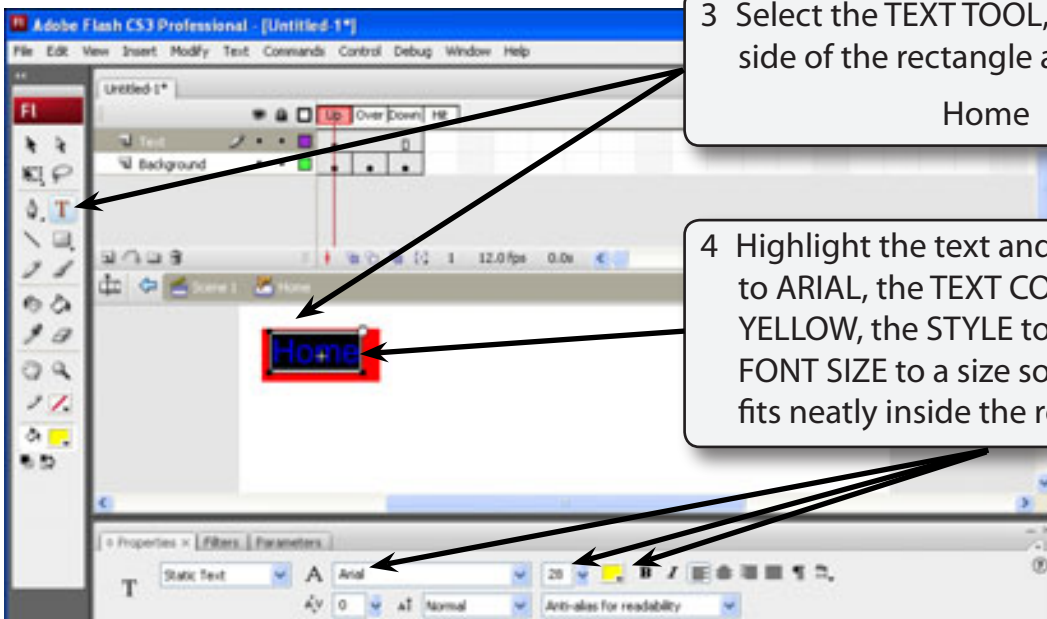 Adobe Flash CS3 Professional - [Untitled-1*]
File Edit View Insert Modify Text Commands Control Debug Window Help
Untitled-1*
Fl
Up Over Down Hit
Text
Background
T
1 12.0 fps 0.0s
Scene 1 Home
Home
3 Select the TEXT TOOL,
side of the rectangle
Home
4 Highlight the text and
to ARIAL, the TEXT CO
YELLOW, the STYLE to
FONT SIZE to a size so
fits neatly inside the
Properties × Filters Parameters
T Static Text A Arial 28 B I
AV 0 Normal Anti-alias for readability